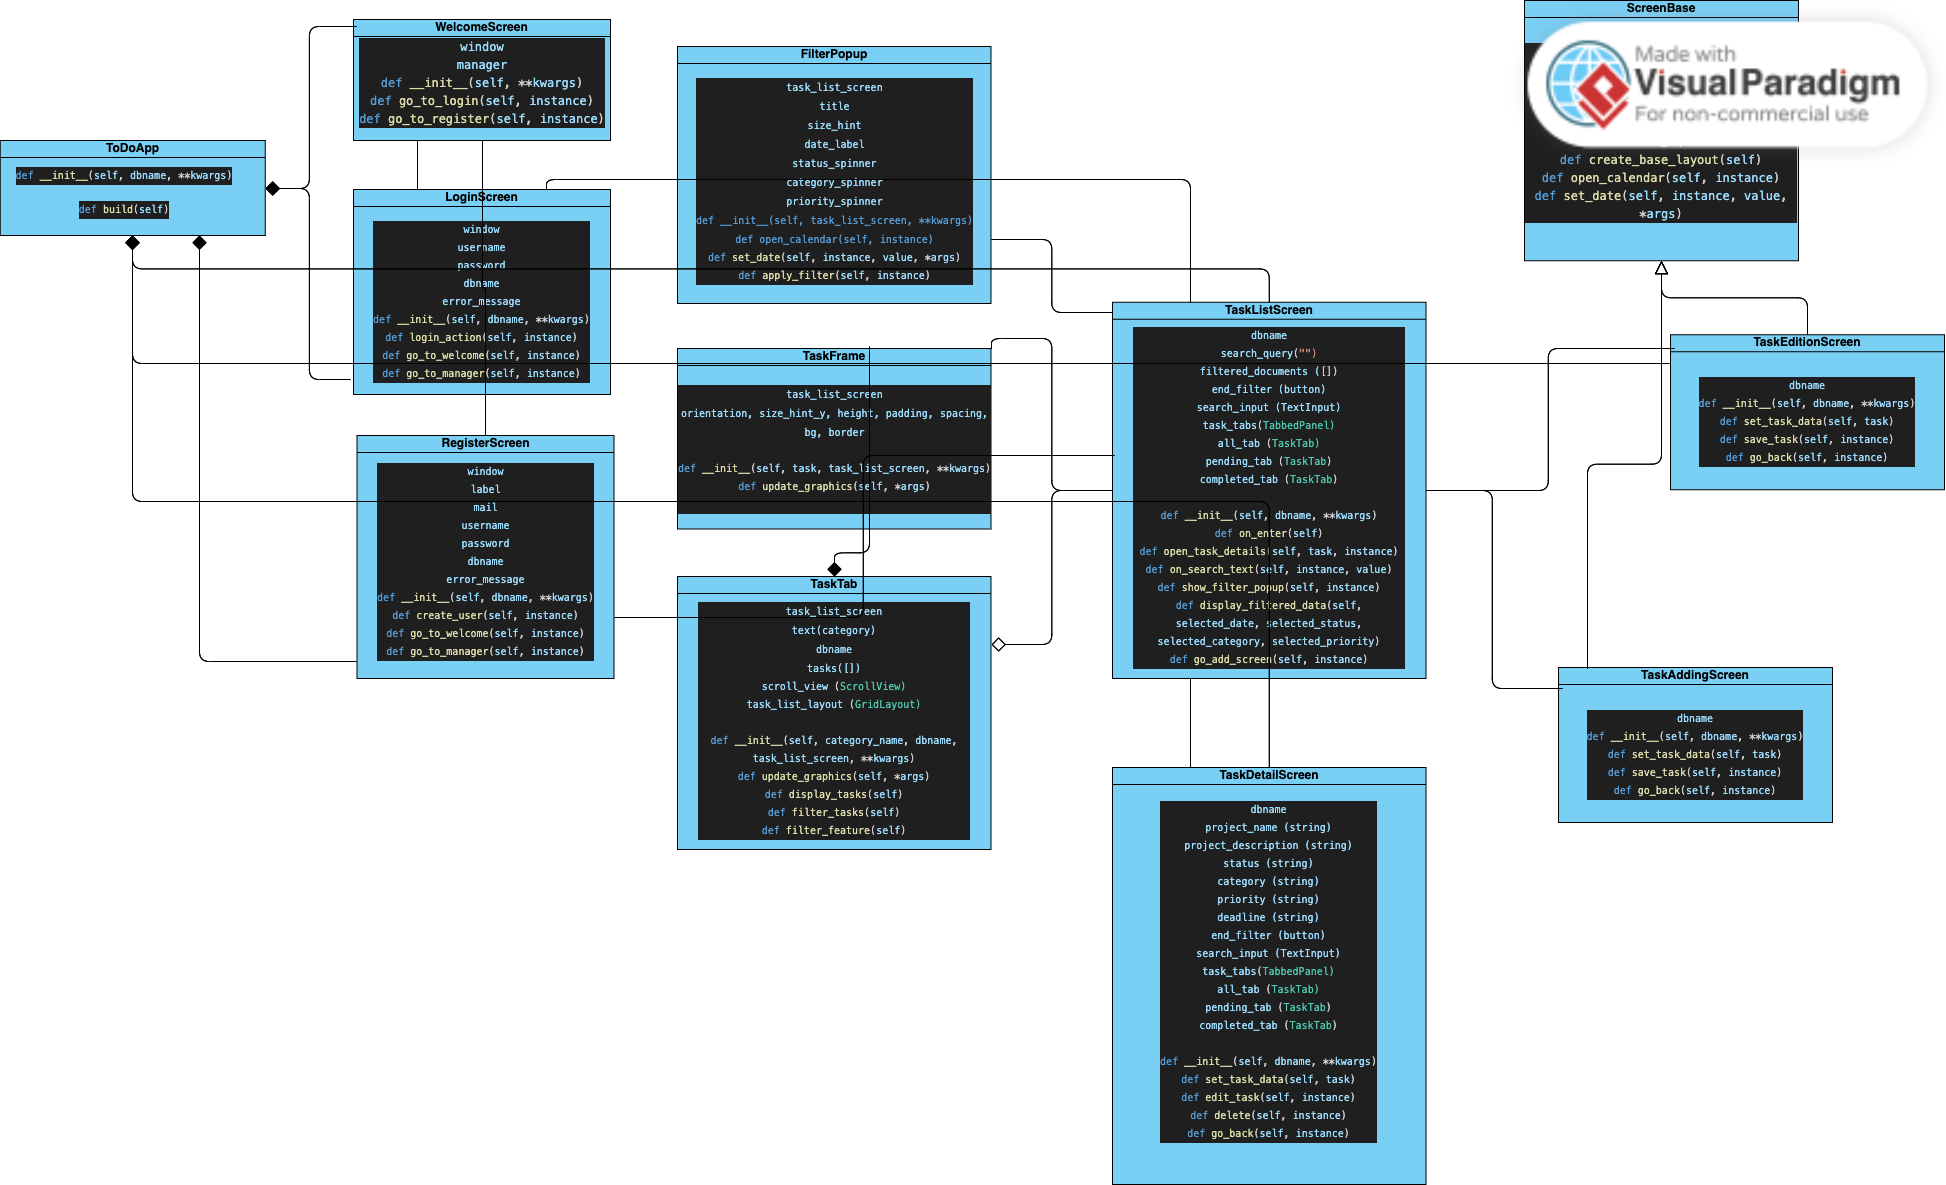 ToDoApp
def __init__(self, dbname, **kwargs)
def build(self)
WelcomeScreen
window
manager
def __init__(self, **kwargs)
def go_to_login(self, instance)
def go_to_register(self, instance)
LoginScreen
window
username
password
dbname
error_message
def __init__(self, dbname, **kwargs)
def login_action(self, instance)
def go_to_welcome(self, instance)
def go_to_manager(self, instance)
RegisterScreen
window
label
mail
username
password
dbname
error_message
def __init__(self, dbname, **kwargs)
def create_user(self, instance)
def go_to_welcome(self, instance)
def go_to_manager(self, instance)
FilterPopup
task_list_screen
title
size_hint
date_label
status_spinner
category_spinner
priority_spinner
def __init__(self, task_list_screen, **kwargs)
def open_calendar(self, instance)
def set_date(self, instance, value, *args)
def apply_filter(self, instance)
TaskFrame
task_list_screen
orientation, size_hint_y, height, padding, spacing,
bg, border
def __init__(self, task, task_list_screen, **kwargs)
def update_graphics(self, *args)
TaskTab
task_list_screen
text(category)
dbname
tasks([])
scroll_view (ScrollView)
task_list_layout (GridLayout)
def __init__(self, category_name, dbname,
task_list_screen, **kwargs)
def update_graphics(self, *args)
def display_tasks(self)
def filter_tasks(self)
def filter_feature(self)
TaskListScreen
dbname
search_query("")
filtered_documents ([])
end_filter (button)
search_input (TextInput)
task_tabs(TabbedPanel)
all_tab (TaskTab)
pending_tab (TaskTab)
completed_tab (TaskTab)
def __init__(self, dbname, **kwargs)
def on_enter(self)
def open_task_details(self, task, instance)
def on_search_text(self, instance, value)
def show_filter_popup(self, instance)
def display_filtered_data(self,
selected_date, selected_status,
selected_category, selected_priority)
def go_add_screen(self, instance)
TaskDetailScreen
dbname
project_name (string)
project_description (string)
status (string)
category (string)
priority (string)
deadline (string)
end_filter (button)
search_input (TextInput)
task_tabs(TabbedPanel)
all_tab (TaskTab)
pending_tab (TaskTab)
completed_tab (TaskTab)
def __init__(self, dbname, **kwargs)
def set_task_data(self, task)
def edit_task(self, instance)
def delete(self, instance)
def go_back(self, instance)
ScreenBase
Made with
Visual Paradigm
For non-commercial use
def create_base_layout(self)
def open_calendar(self, instance)
def set_date(self, instance, value,
*args)
TaskEditionScreen
dbname
def __init__(self, dbname, **kwargs)
def set_task_data(self, task)
def save_task(self, instance)
def go_back(self, instance)
TaskAddingScreen
dbname
def __init__(self, dbname, **kwargs)
def set_task_data(self, task)
def save_task(self, instance)
def go_back(self, instance)